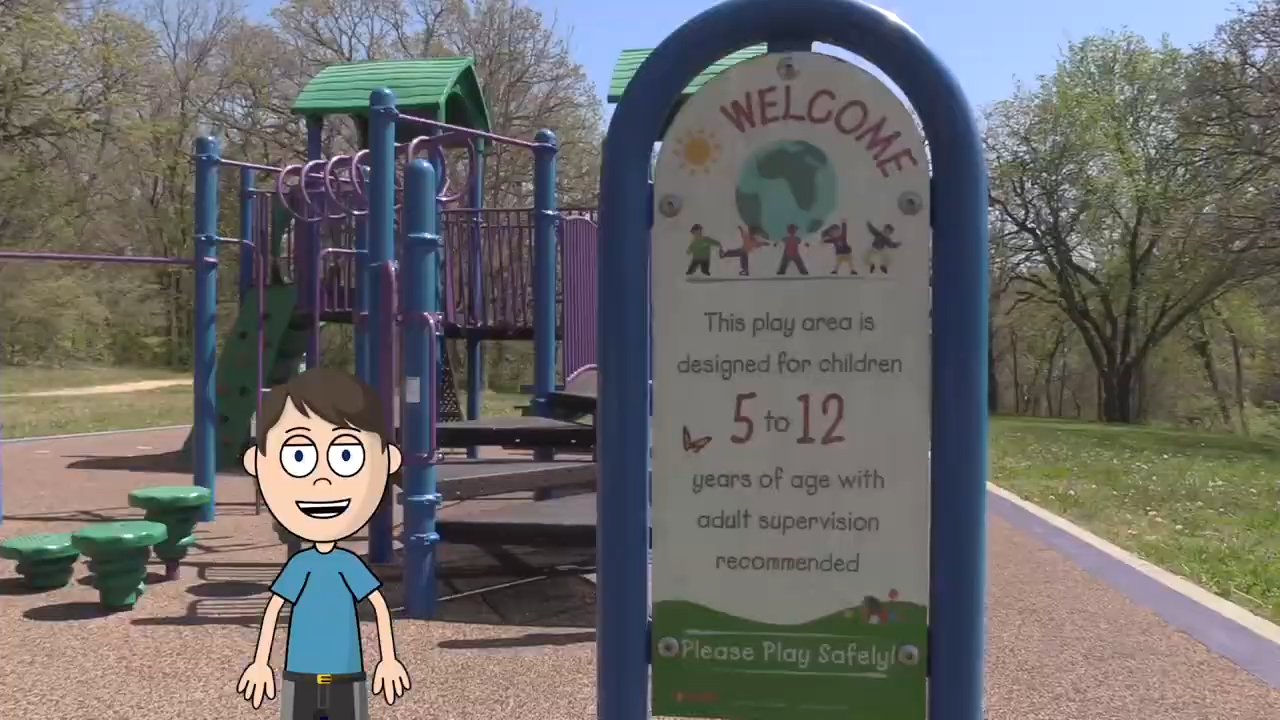 WELCOME
This play area is
designed for children
5 to 12
years of age with
adult supervision
recommended
Please Play Safely!